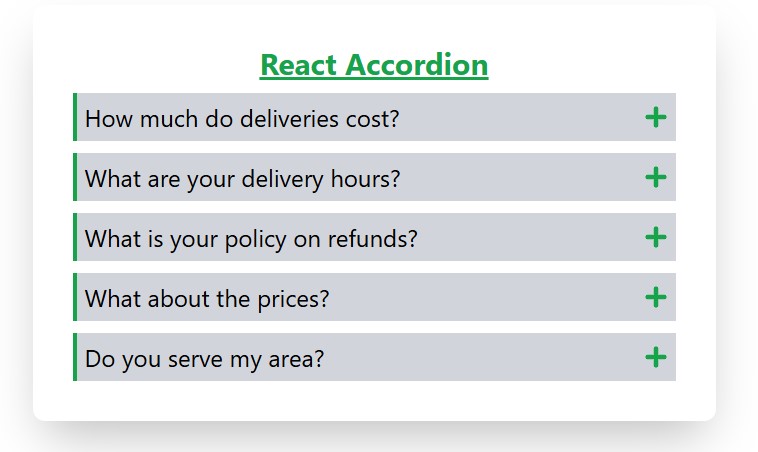 React Accordion
How much do deliveries cost?
What are your delivery hours?
What is your policy on refunds?
What about the prices?
Do you serve my area?